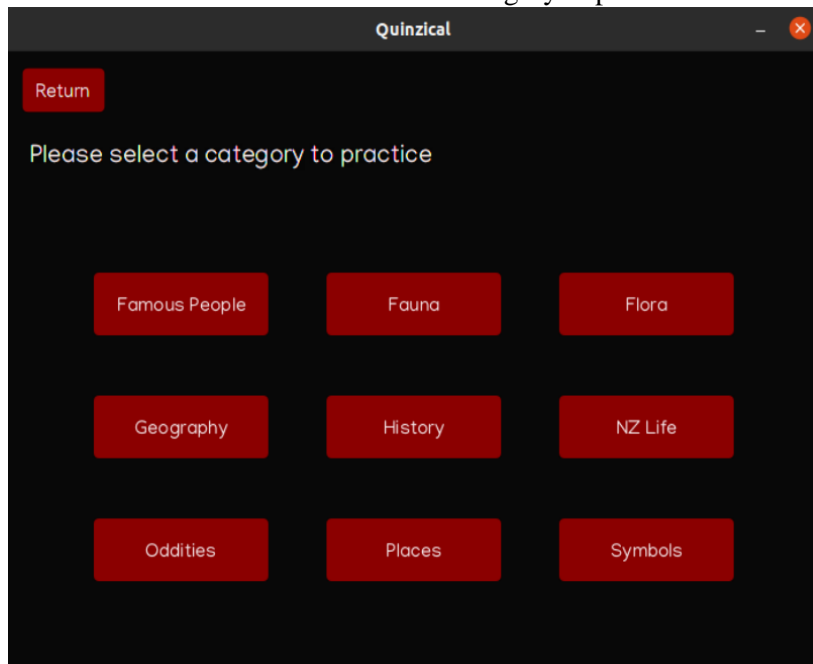 Quinzical
Return
Please select a category to practice
Famous People Fauna Flora
Geography History NZ Life
Oddities Places Symbols